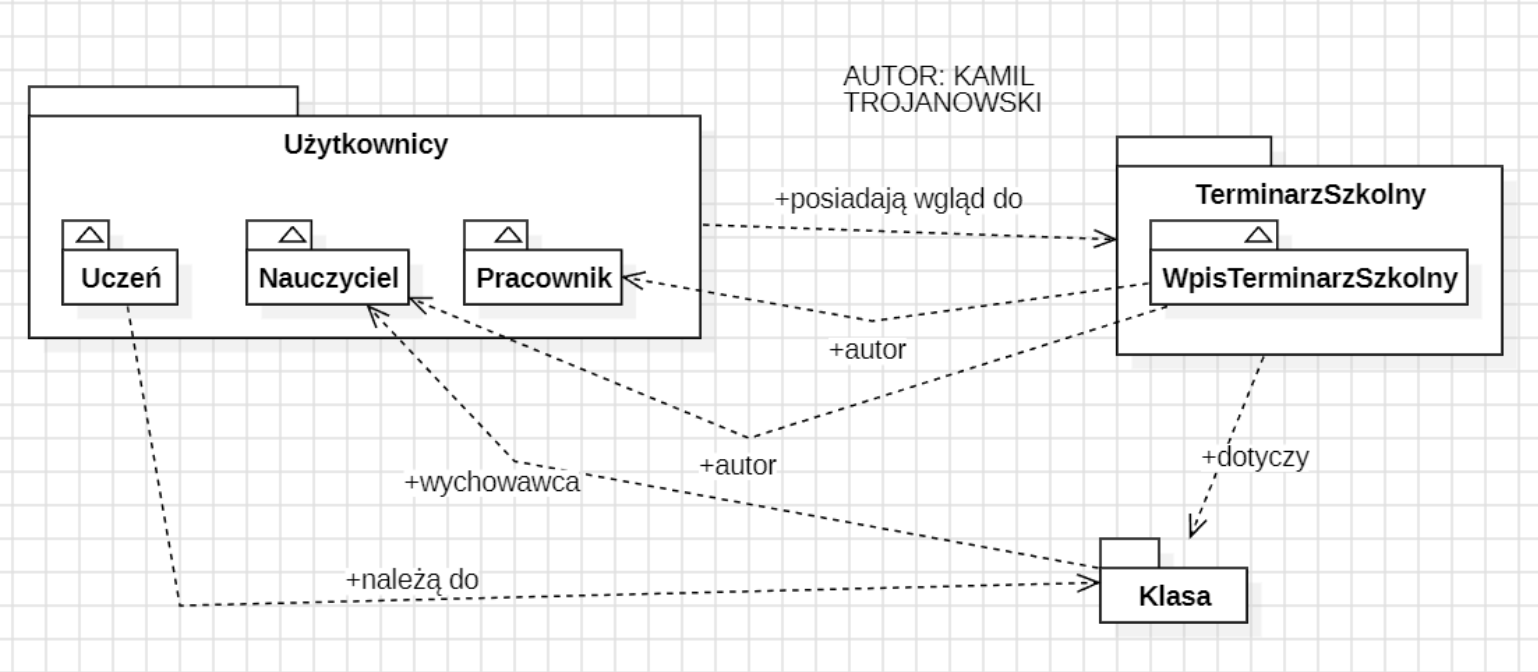 AUTOR: KAMIL
TROJANOWSKI
Użytkownicy
TerminarzSzkolny
+posiadają wgląd do
Uczeń
Nauczyciel
Pracownik
WpisTerminarzSzkolny
+autor
+dotyczy
+autor
+wychowawca
+należą do
Klasa